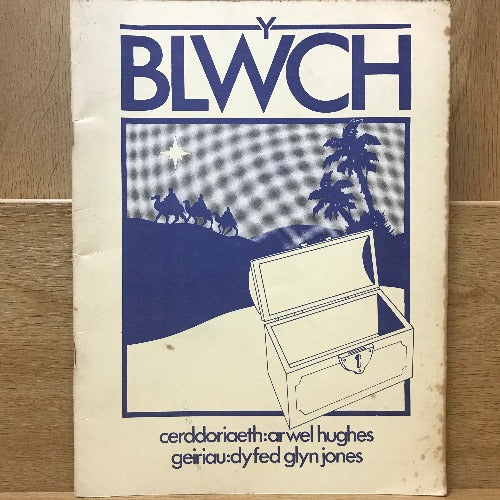 Y
BLWCH
cerddoriaeth:arwel hughes
geiriau:dyfed glyn jones